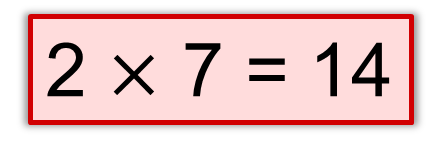 2 × 7 = 14